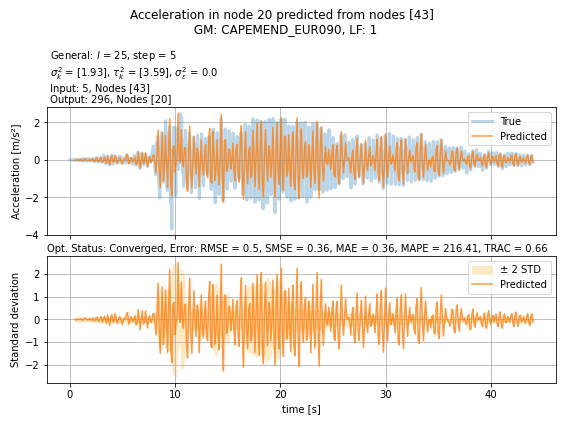 Acceleration in node 20 predicted from nodes [43]
GM: CAPEMEND_EUR090, LF: 1
General: l = 25, step = 5
σ²ₖ = [1.93], τ²ₖ = [3.59], σ²ε = 0.0
Input: 5, Nodes [43]
Output: 296, Nodes [20]
True
Predicted
Acceleration [m/s²]
2
0
−2
−4
Opt. Status: Converged, Error: RMSE = 0.5, SMSE = 0.36, MAE = 0.36, MAPE = 216.41, TRAC = 0.66
± 2 STD
Predicted
Standard deviation
2
1
0
−1
−2
0 10 20 30 40
time [s]